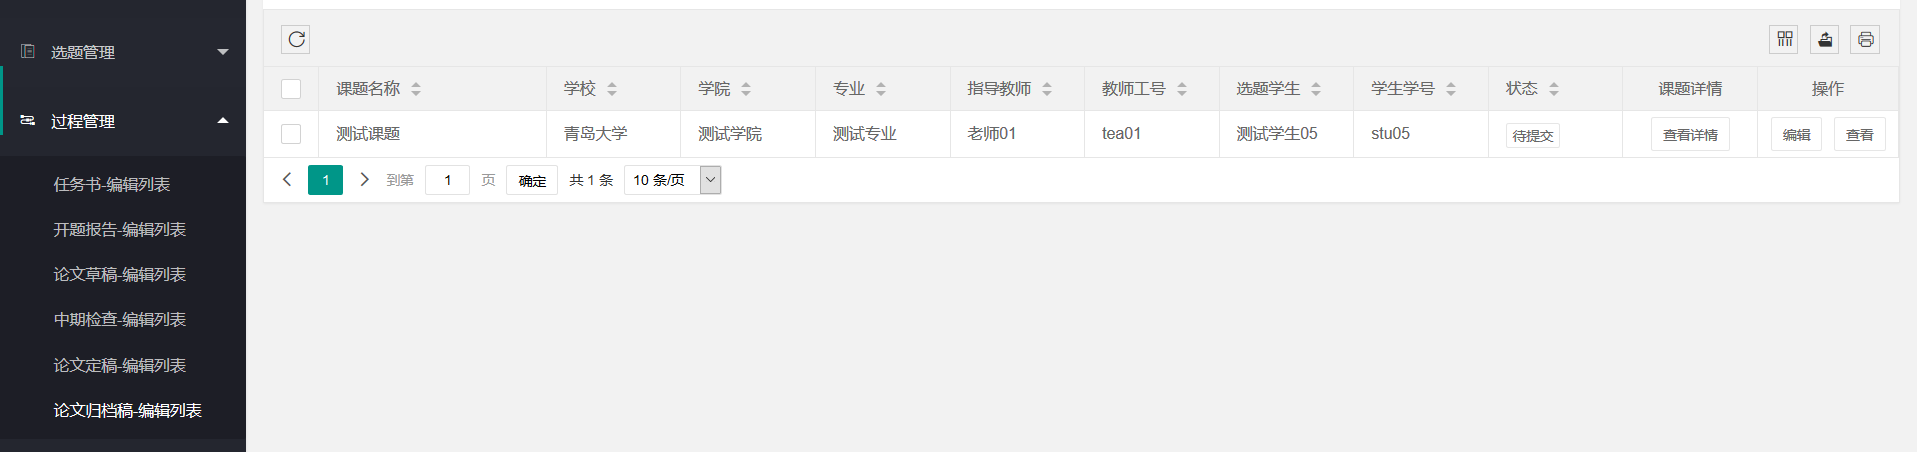 选题管理
过程管理
任务书-编辑列表
开题报告-编辑列表
论文草稿-编辑列表
中期检查-编辑列表
论文定稿-编辑列表
论文归档稿-编辑列表
课题名称 学校 学院 专业 指导教师 教师工号 选题学生 学生学号 状态 课题详情 操作
测试课题 青岛大学 测试学院 测试专业 老师01 tea01 测试学生05 stu05 待提交 查看详情 编辑 查看
1 到第 1 页 确定 共 1 条 10 条/页